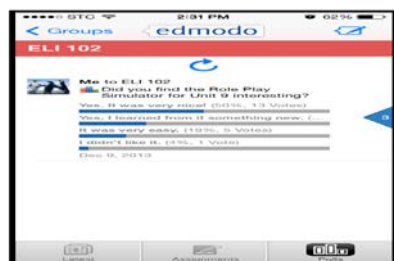 STC 2:31 PM 62%
Groups edmodo
ELI 102
Me to ELI 102
Did you find the Role Play
Simulator for Unit 9 interesting?
Yes. It was very nice! (50%, 13 Votes)
Yes, I learned from it something new. (...
It was very easy. (19%, 5 Votes)
I didn't like it. (4%, 1 Vote)
Dec 9, 2013
3
Latest Assignments Polls